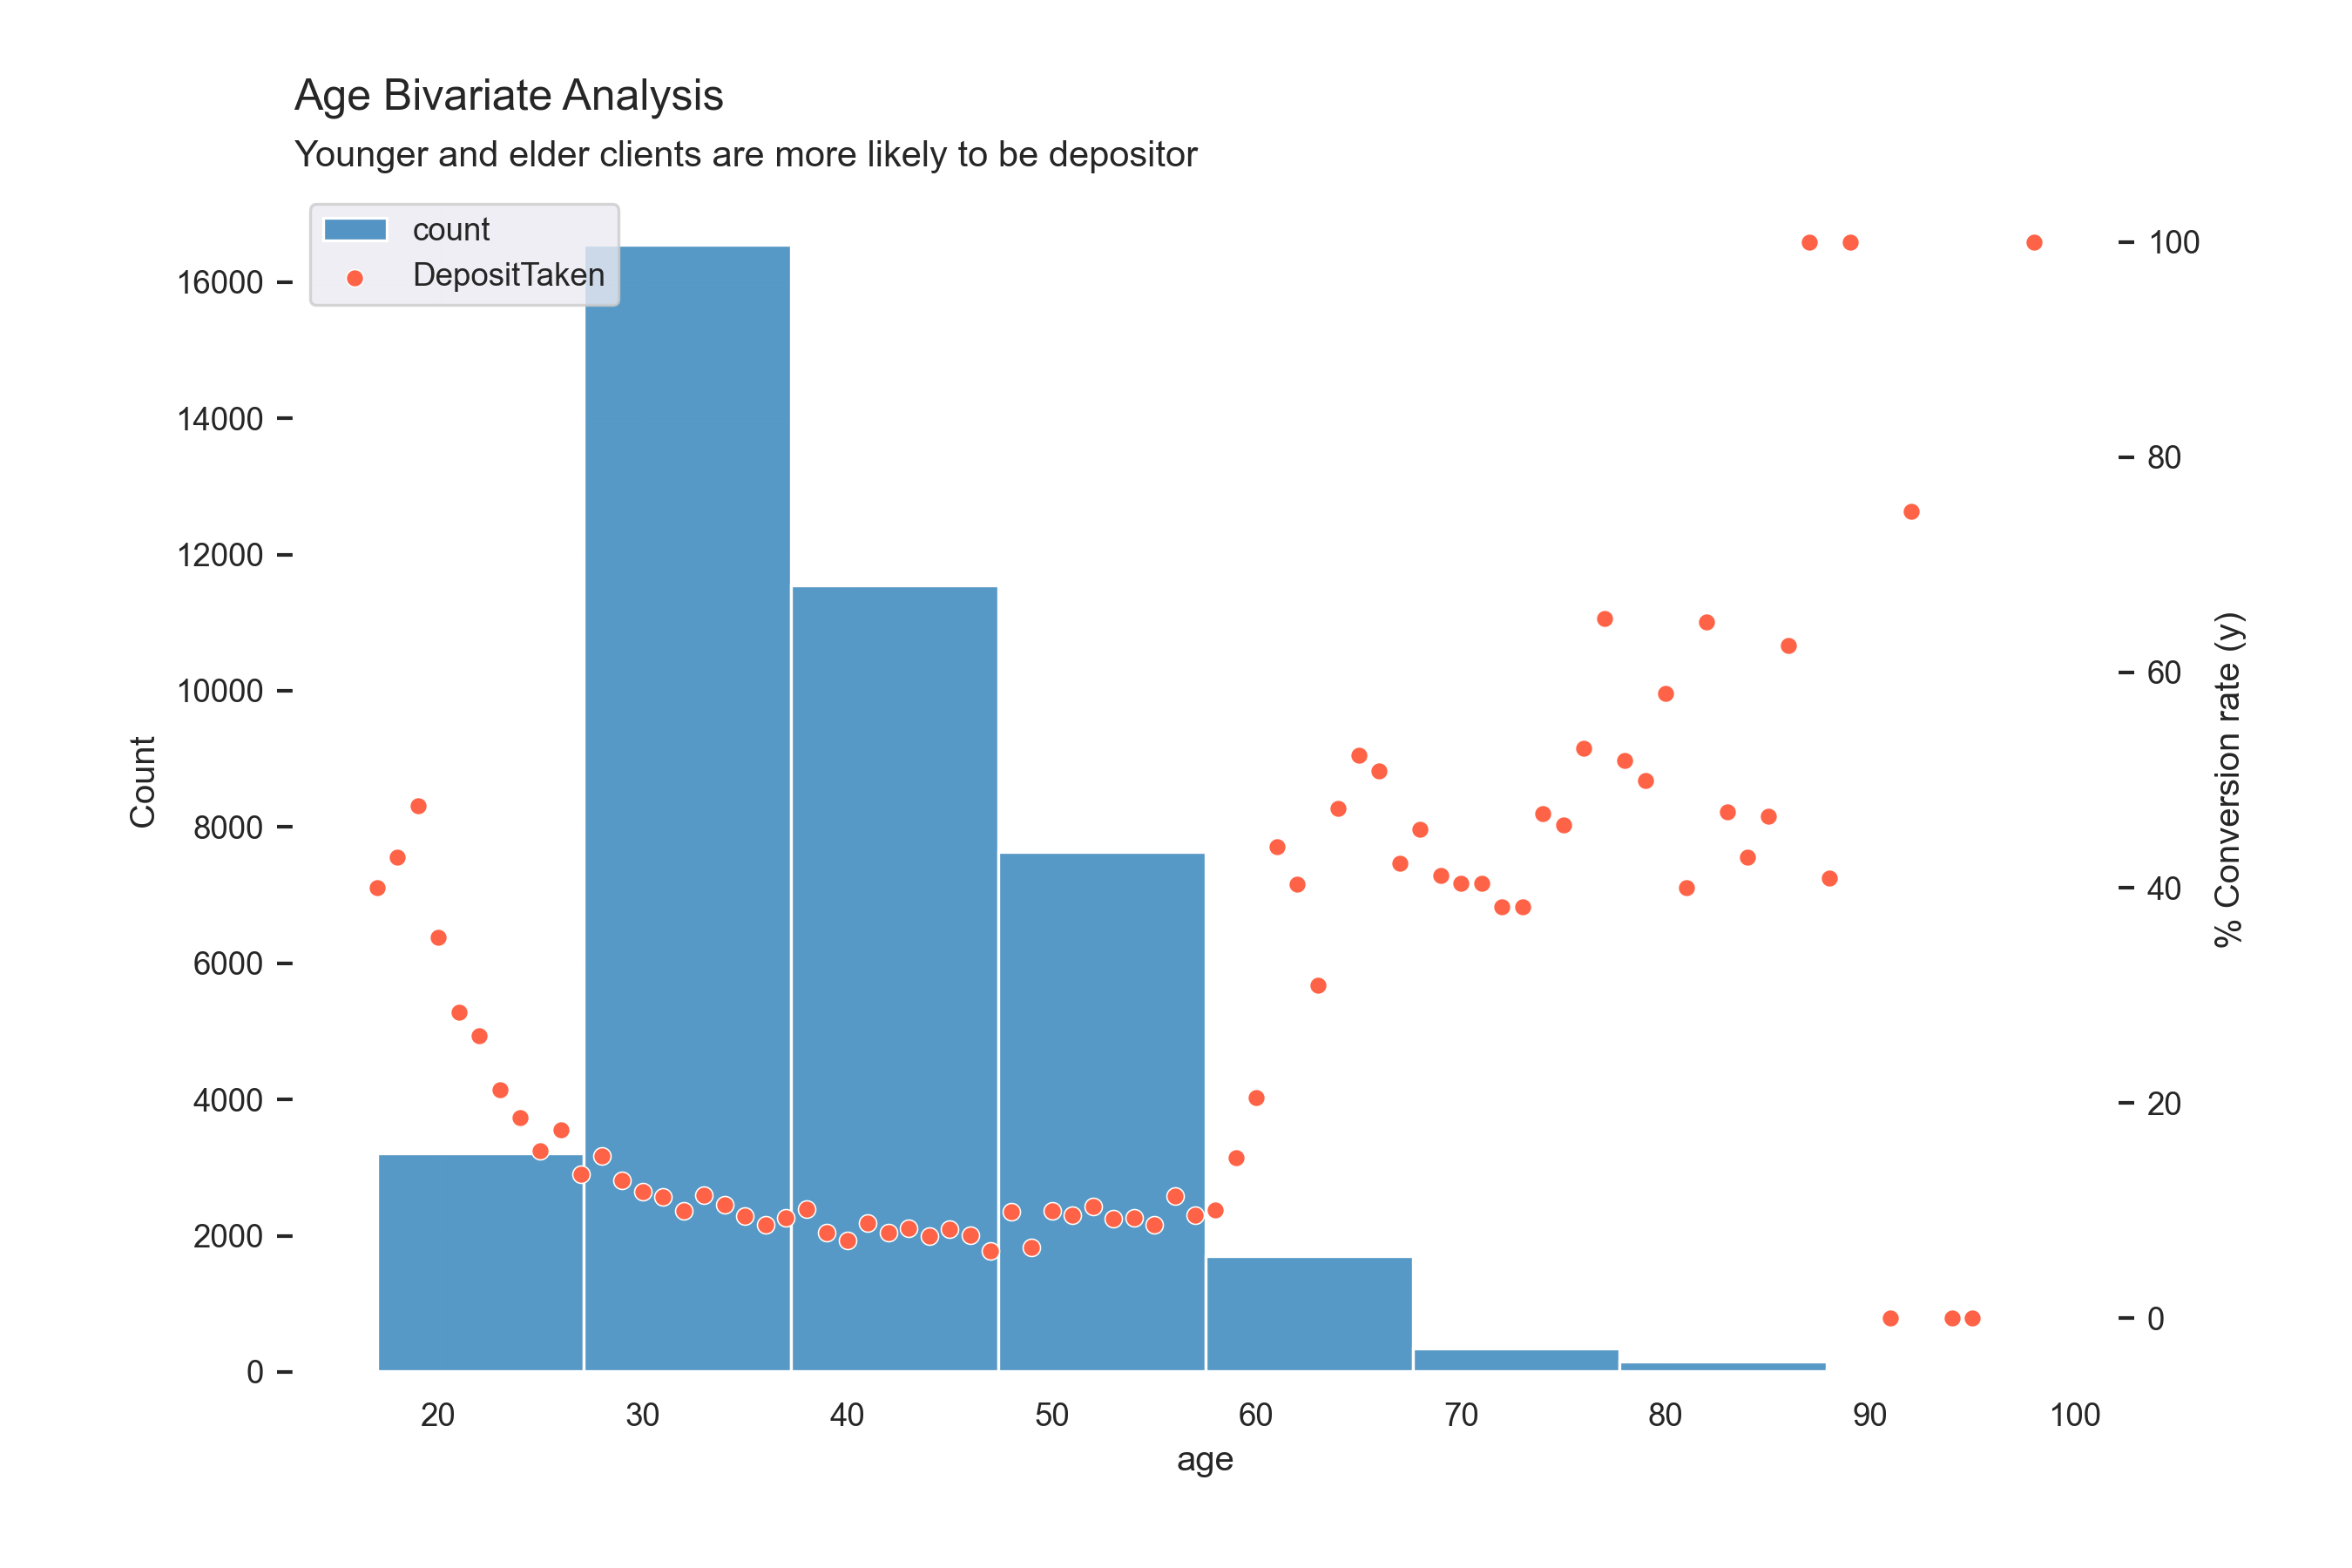 Age Bivariate Analysis
Younger and elder clients are more likely to be depositor
count
DepositTaken
16000
14000
12000
10000
8000
6000
4000
2000
0
Count
100
80
60
40
20
0
% Conversion rate (y)
20 30 40 50 60 70 80 90 100
age